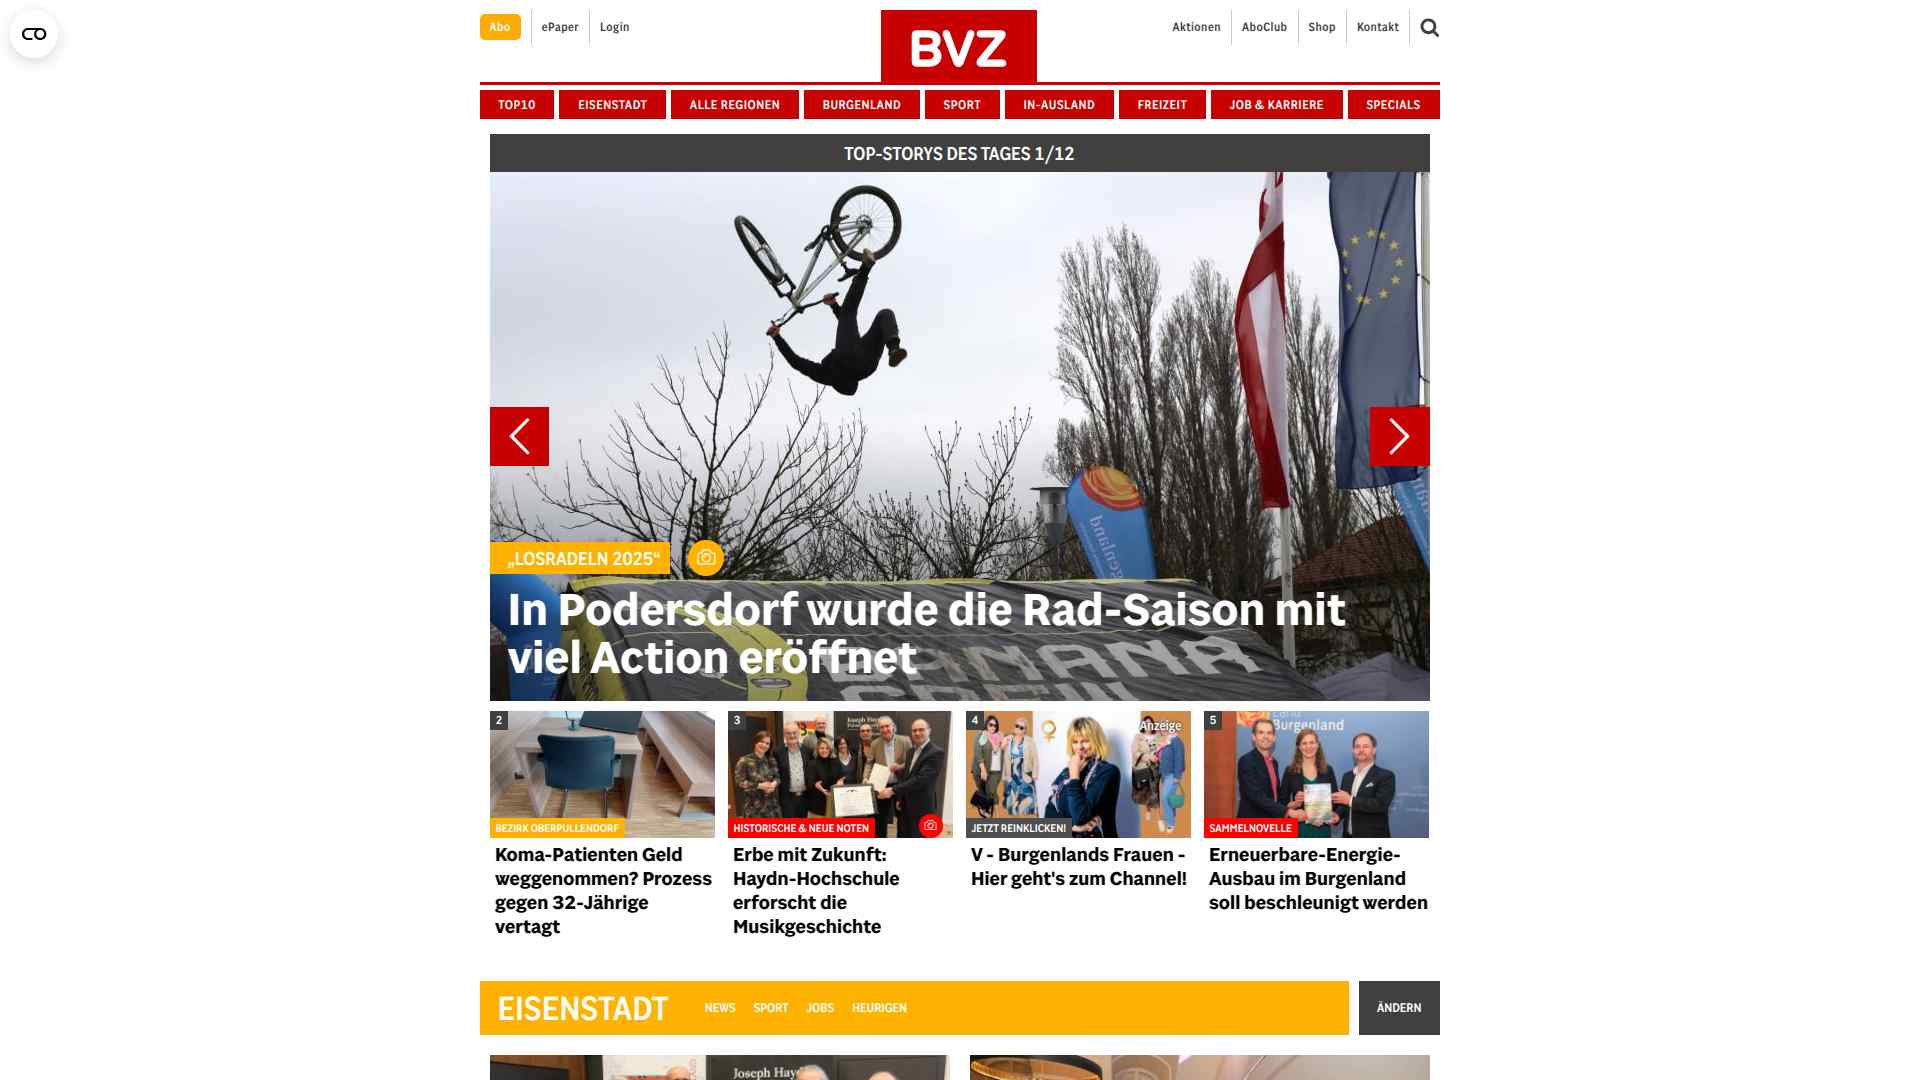 Abo
ePaper
Login
BVZ
Aktionen
AboClub
Shop
Kontakt
TOP10
EISENSTADT
ALLE REGIONEN
BURGENLAND
SPORT
IN-AUSLAND
FREIZEIT
JOB & KARRIERE
SPECIALS
TOP-STORYS DES TAGES 1/12
„LOSRADELN 2025“
In Podersdorf wurde die Rad-Saison mit
viel Action eröffnet
2
BEZIRK OBERPULLENDORF
Koma-Patienten Geld
weggenommen? Prozess
gegen 32-Jährige
vertagt
3
HISTORISCHE & NEUE NOTEN
Erbe mit Zukunft:
Haydn-Hochschule
erforscht die
Musikgeschichte
4
Anzeige
JETZT REINKLICKEN!
V - Burgenlands Frauen -
Hier geht's zum Channel!
5
Land
Burgenland
SAMMELNOVELLE
Erneuerbare-Energie-
Ausbau im Burgenland
soll beschleunigt werden
EISENSTADT
NEWS
SPORT
JOBS
HEURIGEN
ÄNDERN